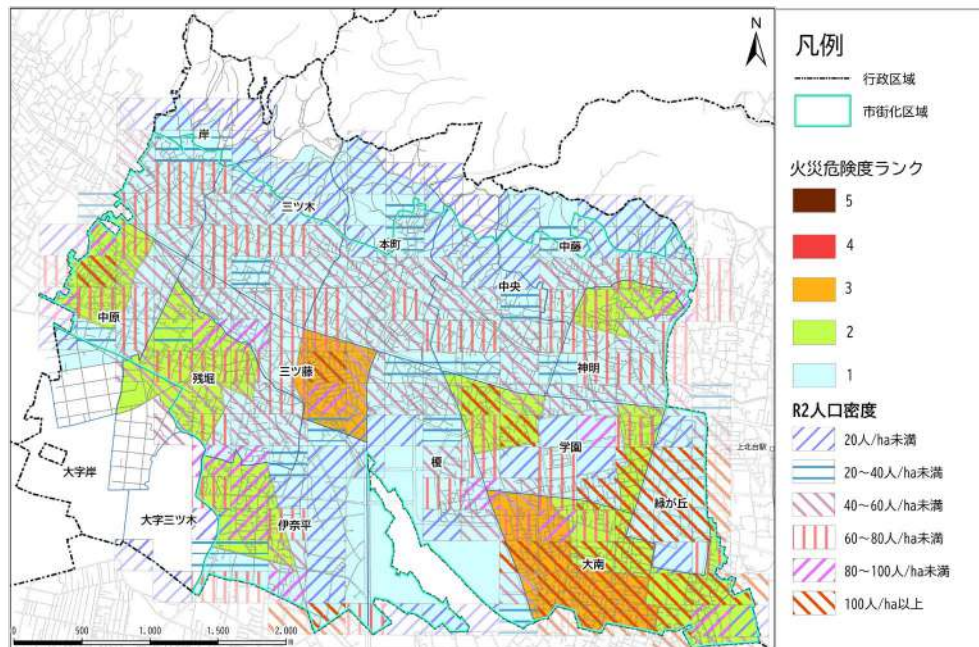 N
岸
三ツ木
本町
中藤
中央
中原
残堀
三ツ藤
神明
学園
上北台駅
榎
緑が丘
大字岸
大字三ツ木
伊奈平
大南
0 500 1.000 1.500 2.000
m
凡例
行政区域
市街化区域
火災危険度ランク
5
4
3
2
1
R2人口密度
20人/ha未満
20～40人/ha未満
40～60人/ha未満
60～80人/ha未満
80～100人/ha未満
100人/ha以上